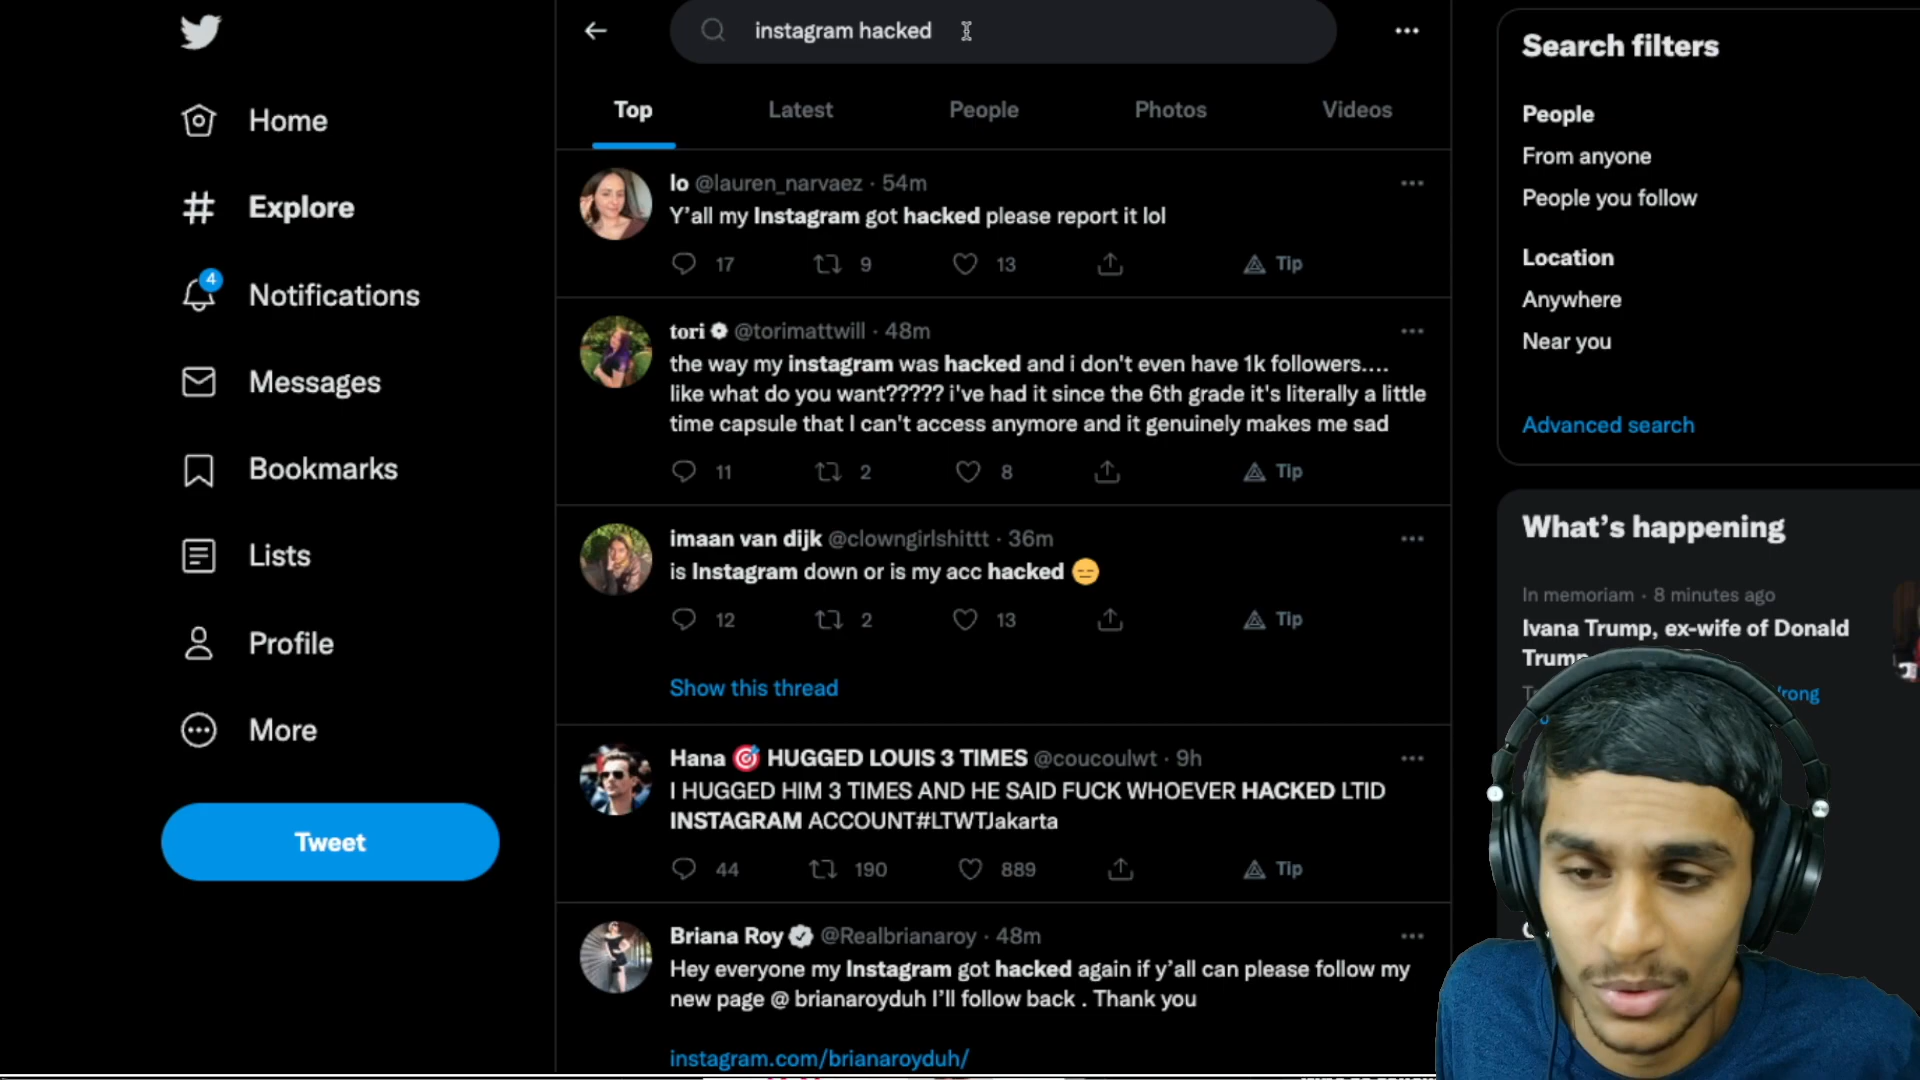 instagram hacked
Home
Explore
4
Notifications
Messages
Bookmarks
Lists
Profile
More
Tweet
Top
Latest
People
Photos
Videos
lo @lauren_narvaez · 54m
Y'all my Instagram got hacked please report it lol
17 9 13 Tip
tori @torimattwill · 48m
the way my instagram was hacked and i don't even have 1k followers....
like what do you want????? i've had it since the 6th grade it's literally a little
time capsule that I can't access anymore and it genuinely makes me sad
11 2 8 Tip
imaan van dijk @clowngirlshittt · 36m
is Instagram down or is my acc hacked 😑
12 2 13 Tip
Show this thread
Hana 🎯 HUGGED LOUIS 3 TIMES @coucoulwt · 9h
I HUGGED HIM 3 TIMES AND HE SAID FUCK WHOEVER HACKED LTID
INSTAGRAM ACCOUNT#LTWTJakarta
44 190 889 Tip
Briana Roy @Realbrianaroy · 48m
Hey everyone my Instagram got hacked again if y'all can please follow my
new page @ brianaroyduh I'll follow back . Thank you
instagram.com/brianaroyduh/
Search filters
People
From anyone
People you follow
Location
Anywhere
Near you
Advanced search
What's happening
In memoriam · 8 minutes ago
Ivana Trump, ex-wife of Donald
Trump